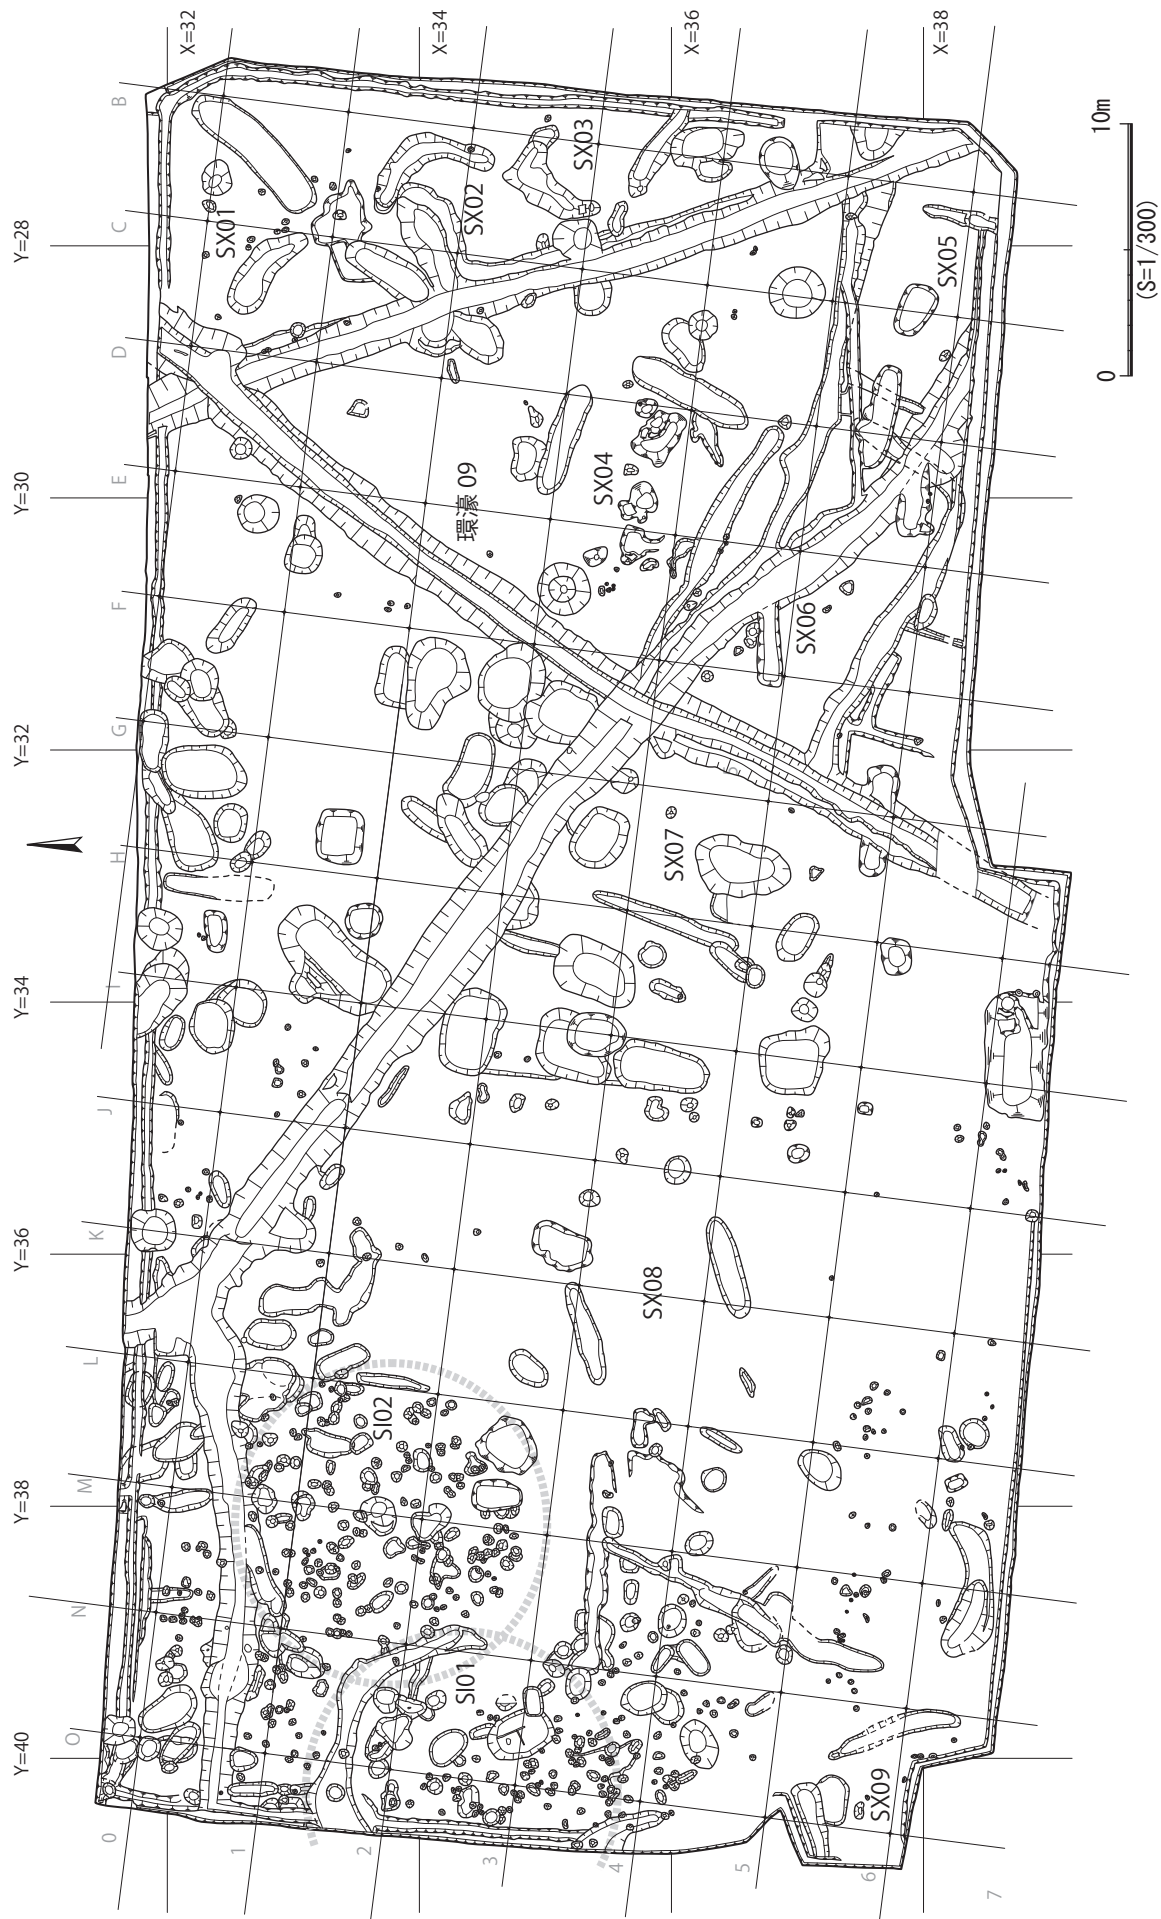 X=32
X=34
X=36
X=38
B
C
D
E
F
G
H
I
J
K
L
M
N
O
Y=28
Y=30
Y=32
Y=34
Y=36
Y=38
Y=40
0
1
2
3
4
5
6
7
SX01
SX02
SX03
SX04
SX05
SX06
SX07
SX08
SX09
環濠 09
SI02
SI01
10m
0
(S=1/300)